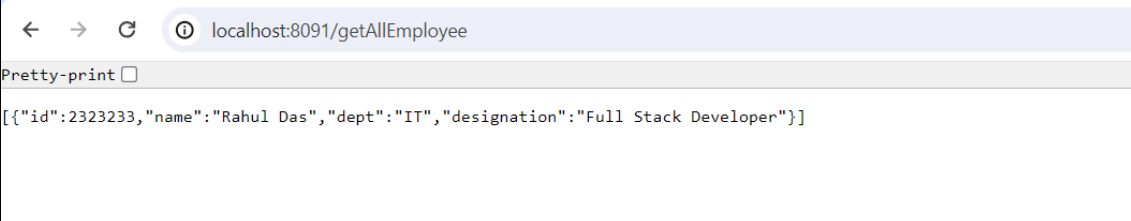 localhost:8091/getAllEmployee
Pretty-print
[{"id":2323233,"name":"Rahul Das","dept":"IT","designation":"Full Stack Developer"}]